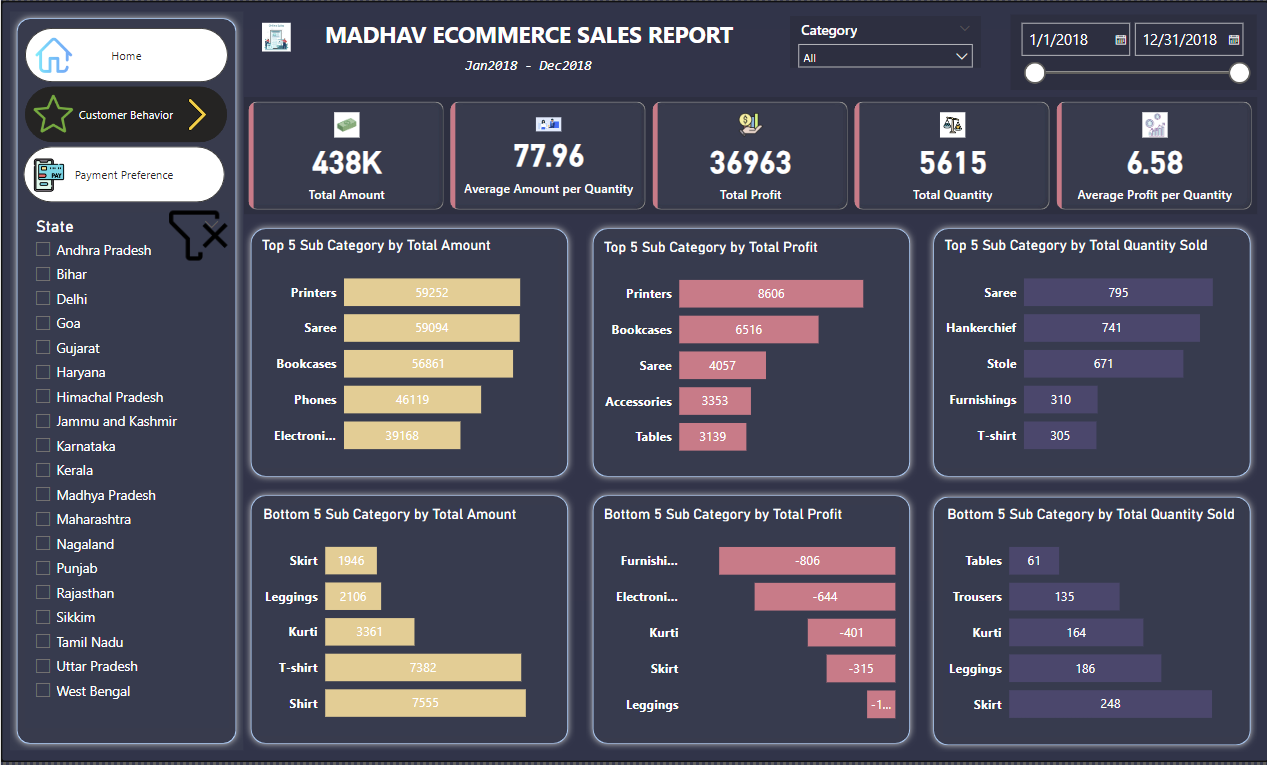 Home
Customer Behavior
Payment Preference
PAY
State
Andhra Pradesh
Bihar
Delhi
Goa
Gujarat
Haryana
Himachal Pradesh
Jammu and Kashmir
Karnataka
Kerala
Madhya Pradesh
Maharashtra
Nagaland
Punjab
Rajasthan
Sikkim
Tamil Nadu
Uttar Pradesh
West Bengal
MADHAV ECOMMERCE SALES REPORT
Jan2018 - Dec2018
Category
All
1/1/2018
12/31/2018
438K
Total Amount
77.96
Average Amount per Quantity
36963
Total Profit
5615
Total Quantity
6.58
Average Profit per Quantity
Top 5 Sub Category by Total Amount
Printers 59252
Saree 59094
Bookcases 56861
Phones 46119
Electroni... 39168
Top 5 Sub Category by Total Profit
Printers 8606
Bookcases 6516
Saree 4057
Accessories 3353
Tables 3139
Top 5 Sub Category by Total Quantity Sold
Saree 795
Hankerchief 741
Stole 671
Furnishings 310
T-shirt 305
Bottom 5 Sub Category by Total Amount
Skirt 1946
Leggings 2106
Kurti 3361
T-shirt 7382
Shirt 7555
Bottom 5 Sub Category by Total Profit
Furnishi... -806
Electroni... -644
Kurti -401
Skirt -315
Leggings -1...
Bottom 5 Sub Category by Total Quantity Sold
Tables 61
Trousers 135
Kurti 164
Leggings 186
Skirt 248